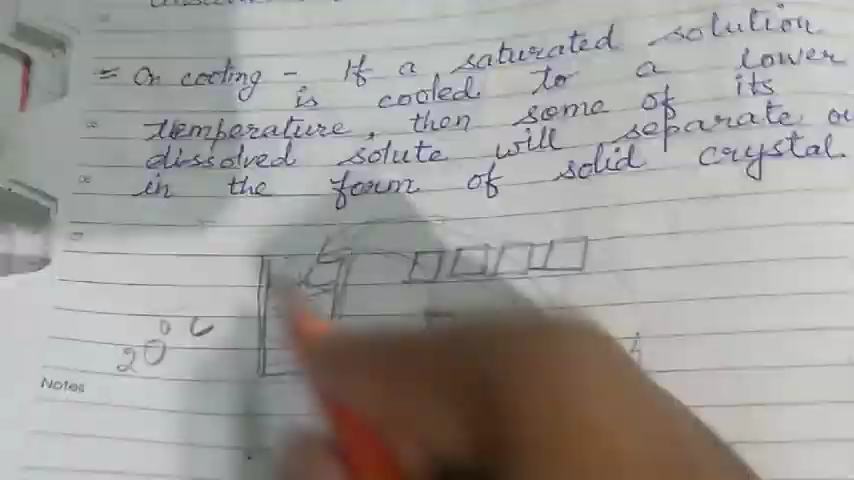 = On cooling - If a saturated solution
is cooled to a lower
temperature, then some of its
dissolved solute will separate ou
in the form of solid crystal.
20°C
Notes